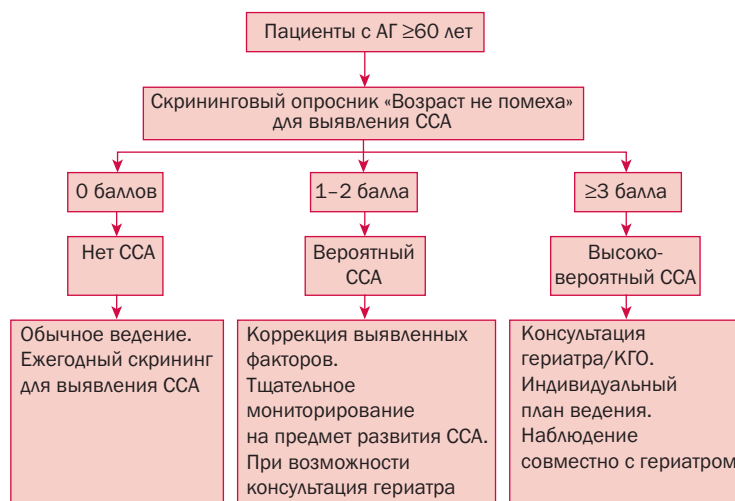 Пациенты с АГ ≥60 лет
Скрининговый опросник «Возраст не помеха»
для выявления ССА
0 баллов
1–2 балла
≥3 балла
Нет ССА
Вероятный
ССА
Высоко-
вероятный ССА
Обычное ведение.
Ежегодный скрининг
для выявления ССА
Коррекция выявленных
факторов.
Тщательное
мониторирование
на предмет развития ССА.
При возможности
консультация гериатра
Консультация
гериатра/КГО.
Индивидуальный
план ведения.
Наблюдение
совместно с гериатром